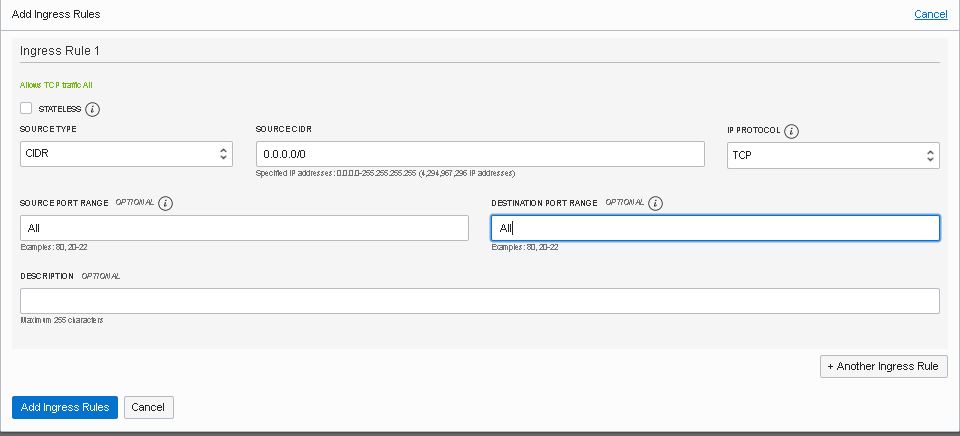 Add Ingress Rules
Cancel
Ingress Rule 1
Allows TCP traffic All
STATELESS i
SOURCE TYPE
SOURCE CIDR
IP PROTOCOL i
CIDR
0.0.0.0/0
TCP
Specified IP addresses: 0.0.0.0-255.255.255.255 (4,294,967,296 IP addresses)
SOURCE PORT RANGE OPTIONAL i
DESTINATION PORT RANGE OPTIONAL i
All
All
Examples: 80, 20-22
Examples: 80, 20-22
DESCRIPTION OPTIONAL
Maximum 255 characters
+ Another Ingress Rule
Add Ingress Rules
Cancel